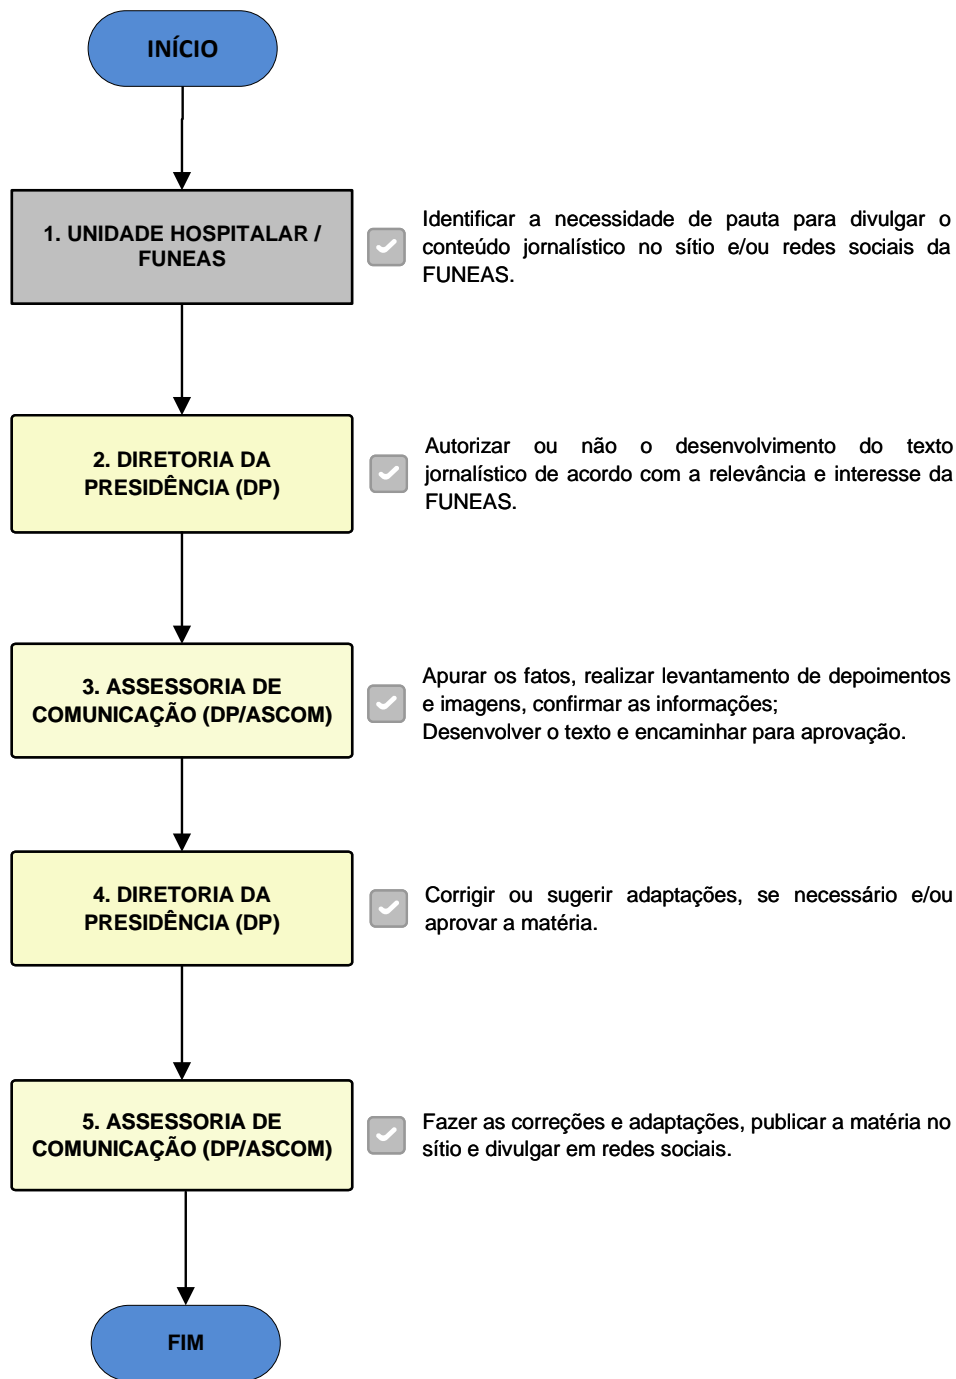 INÍCIO
1. UNIDADE HOSPITALAR /
FUNEAS
Identificar a necessidade de pauta para divulgar o
conteúdo jornalístico no sítio e/ou redes sociais da
FUNEAS.
2. DIRETORIA DA
PRESIDÊNCIA (DP)
Autorizar ou não o desenvolvimento do texto
jornalístico de acordo com a relevância e interesse da
FUNEAS.
3. ASSESSORIA DE
COMUNICAÇÃO (DP/ASCOM)
Apurar os fatos, realizar levantamento de depoimentos
e imagens, confirmar as informações;
Desenvolver o texto e encaminhar para aprovação.
4. DIRETORIA DA
PRESIDÊNCIA (DP)
Corrigir ou sugerir adaptações, se necessário e/ou
aprovar a matéria.
5. ASSESSORIA DE
COMUNICAÇÃO (DP/ASCOM)
Fazer as correções e adaptações, publicar a matéria no
sítio e divulgar em redes sociais.
FIM